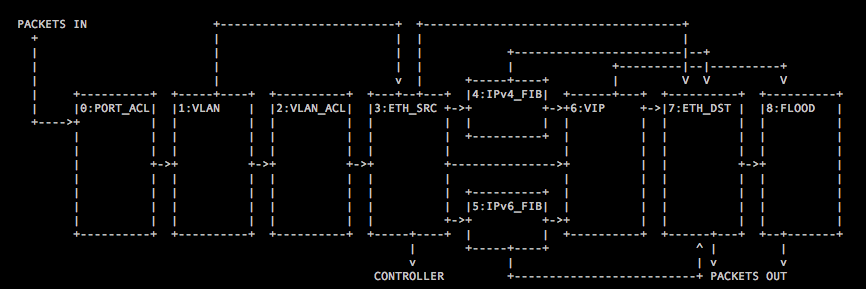 PACKETS IN
4:IPv4_FIB
0:PORT_ACL 1:VLAN 2:VLAN_ACL 3:ETH_SRC 6:VIP 7:ETH_DST 8:FLOOD
5:IPv6_FIB
CONTROLLER PACKETS OUT